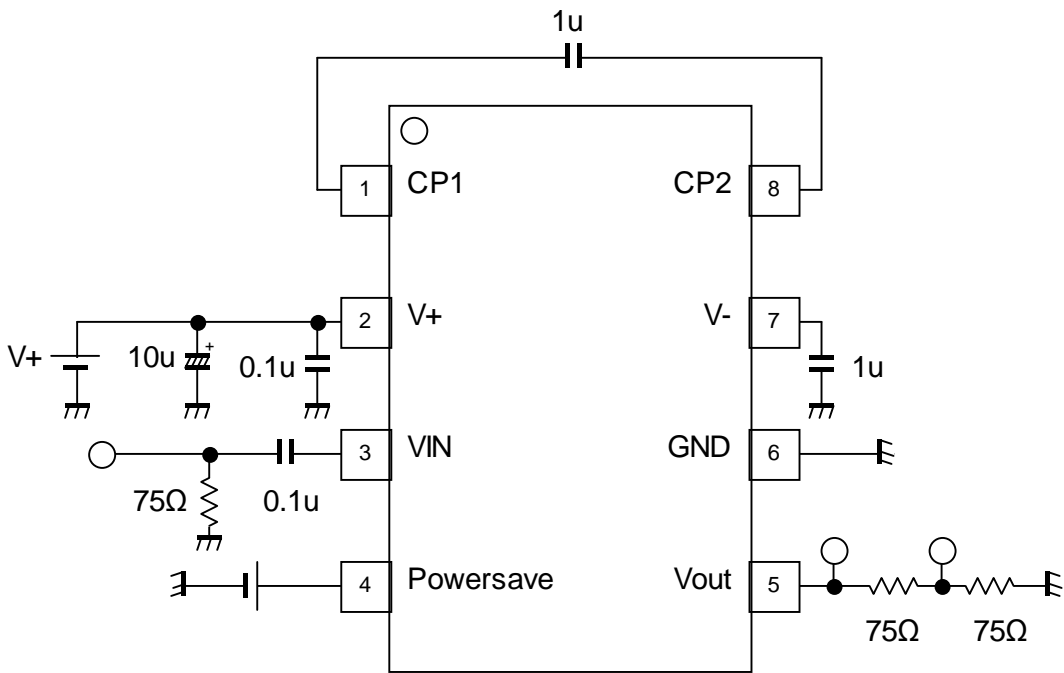 1u
1 CP1 CP2 8
2 V+ V- 7
V+ 10u + 0.1u 1u
3 VIN GND 6
75Ω 0.1u
4 Powersave Vout 5
75Ω 75Ω